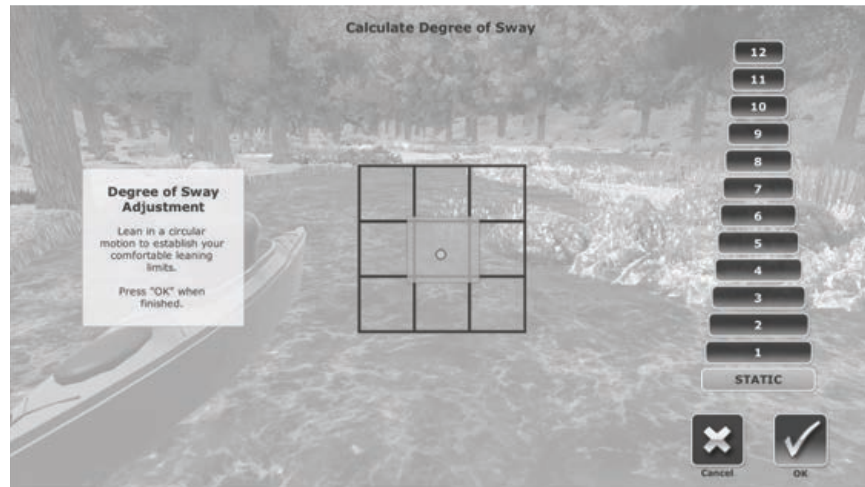 Calculate Degree of Sway
Degree of Sway
Adjustment
Lean in a circular
motion to establish your
comfortable leaning
limits.
Press "OK" when
finished.
12
11
10
9
8
7
6
5
4
3
2
1
STATIC
Cancel
OK